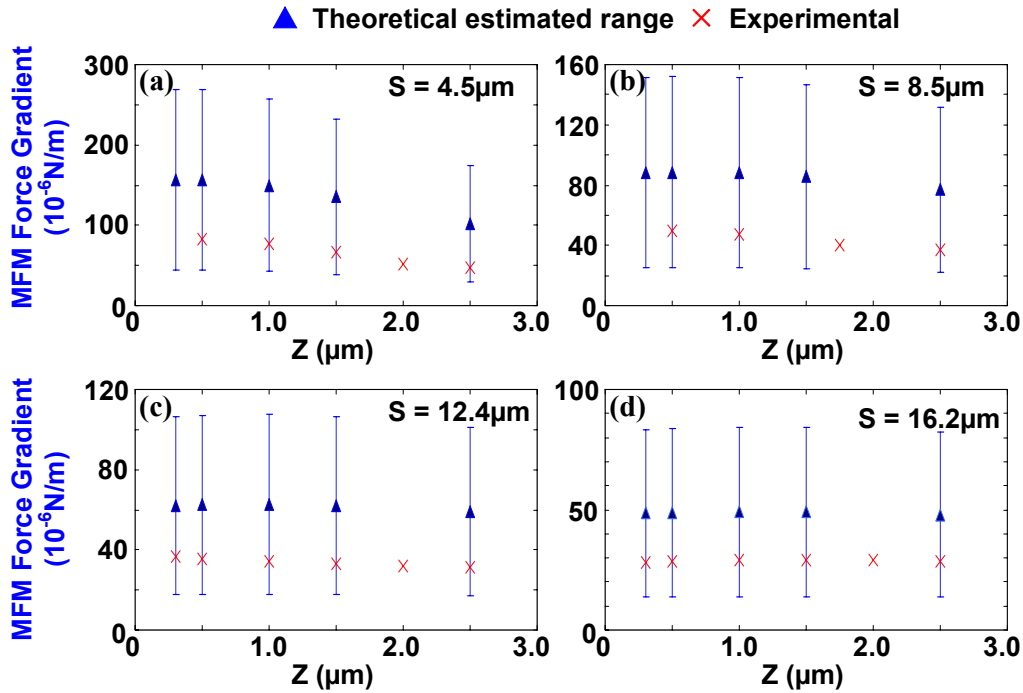 Theoretical estimated range
Experimental
MFM Force Gradient
(10⁻⁶N/m)
(a)
S = 4.5µm
300
200
100
0
0
1.0
2.0
3.0
Z (µm)
(b)
S = 8.5µm
160
120
80
40
0
0
1.0
2.0
3.0
Z (µm)
MFM Force Gradient
(10⁻⁶N/m)
(c)
S = 12.4µm
120
80
40
0
0
1.0
2.0
3.0
Z (µm)
(d)
S = 16.2µm
100
50
0
0
1.0
2.0
3.0
Z (µm)